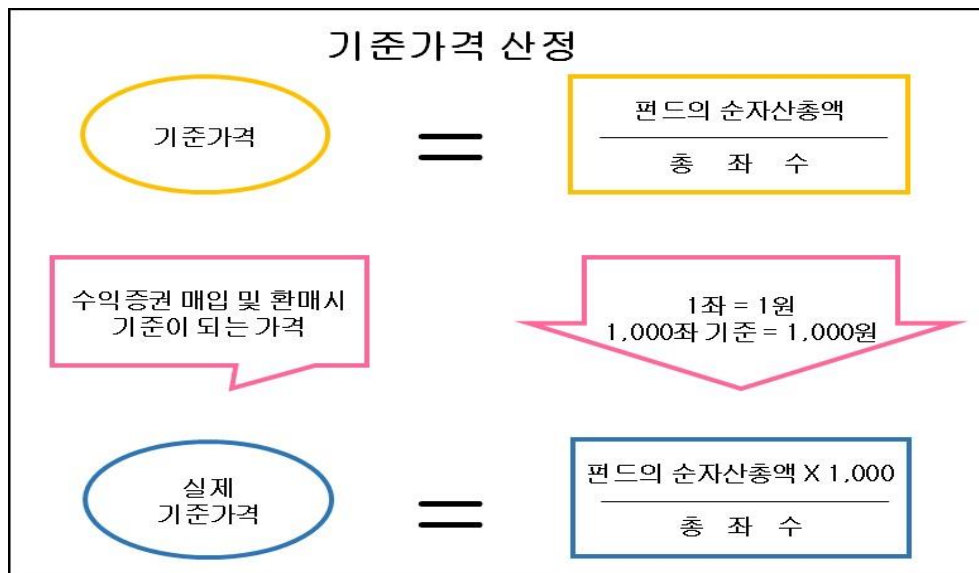 기준가격 산정
기준가격
=
펀드의 순자산총액
총 좌 수
수익증권 매입 및 환매시
기준이 되는 가격
1좌 = 1원
1,000좌 기준 = 1,000원
실제
기준가격
=
펀드의 순자산총액 X 1,000
총 좌 수